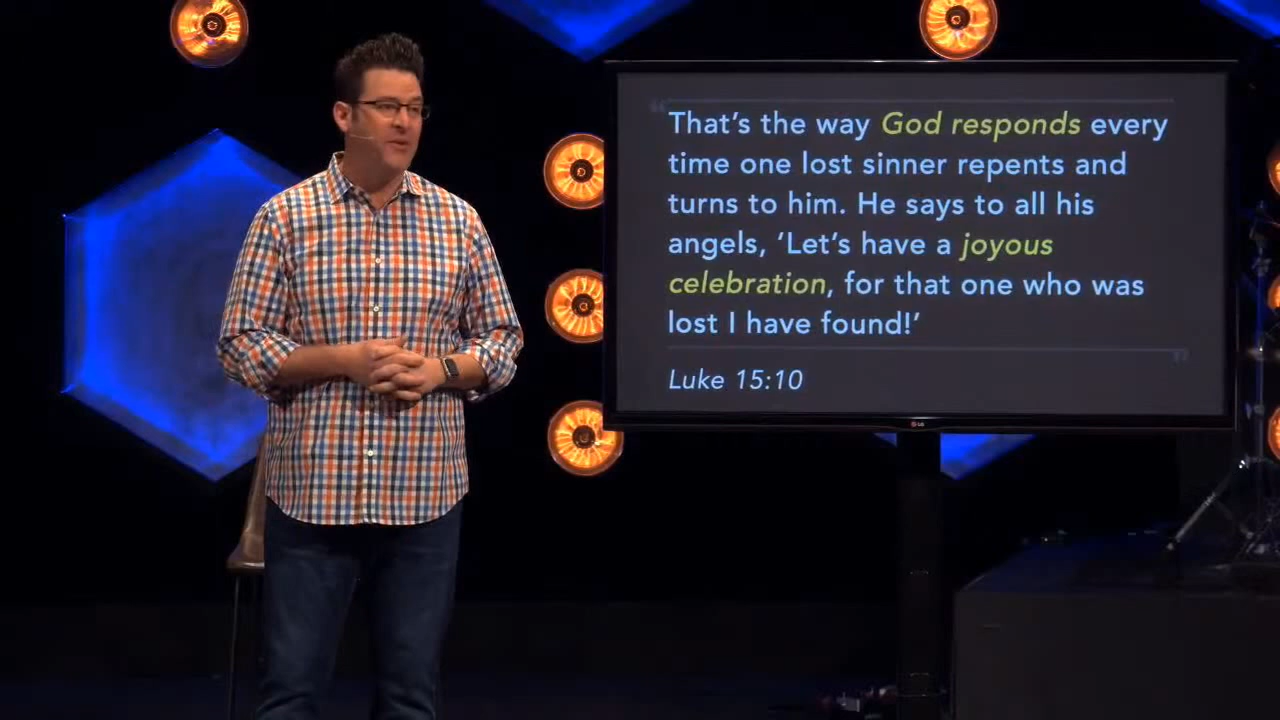 “
That’s the way God responds every
time one lost sinner repents and
turns to him. He says to all his
angels, ‘Let’s have a joyous
celebration, for that one who was
lost I have found!’
”
Luke 15:10
LG